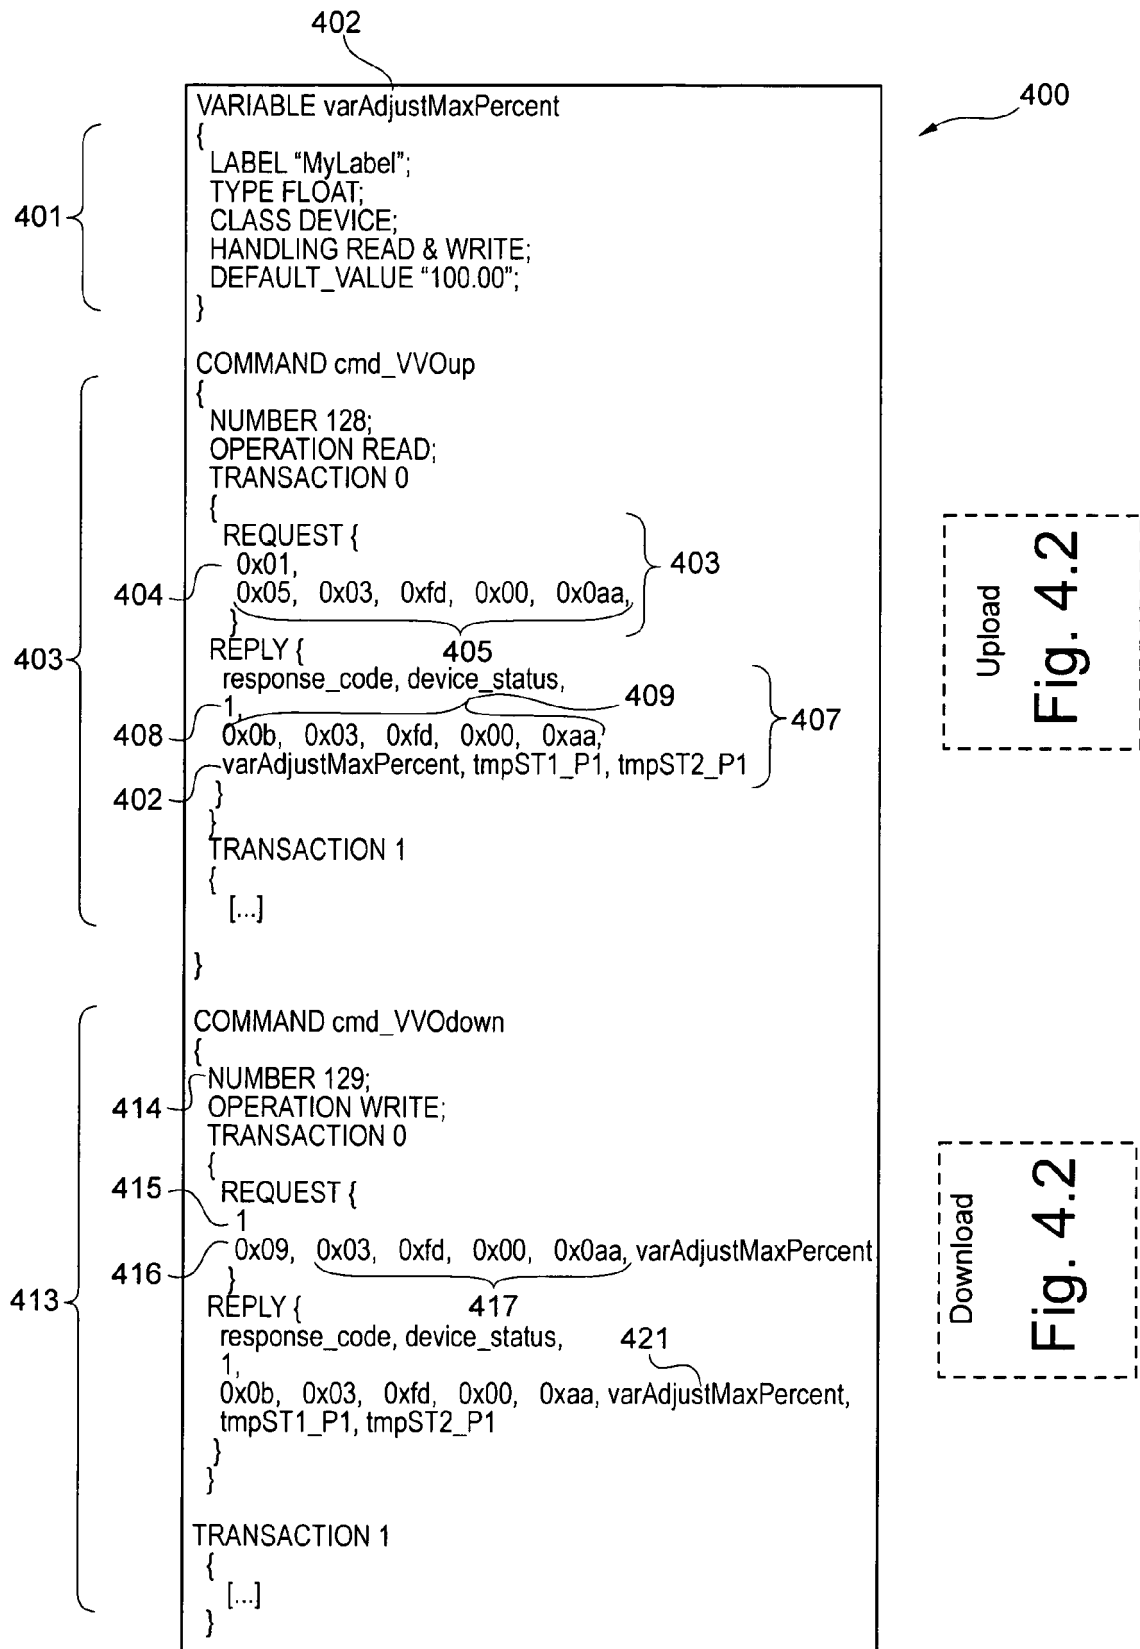 402
400
VARIABLE varAdjustMaxPercent
{
LABEL “MyLabel”;
TYPE FLOAT;
401
CLASS DEVICE;
HANDLING READ & WRITE;
DEFAULT_VALUE “100.00”;
}
COMMAND cmd_VVOup
{
NUMBER 128;
OPERATION READ;
TRANSACTION 0
{
REQUEST {
403
404
0x01,
0x05, 0x03, 0xfd, 0x00, 0x0aa,
}
403
REPLY {
405
response_code, device_status,
409
407
408
1,
0x0b, 0x03, 0xfd, 0x00, 0xaa,
402
varAdjustMaxPercent, tmpST1_P1, tmpST2_P1
}
}
TRANSACTION 1
{
[...]
}
Upload
Fig. 4.2
COMMAND cmd_VVOdown
{
414
NUMBER 129;
OPERATION WRITE;
TRANSACTION 0
{
415
REQUEST {
1
416
0x09, 0x03, 0xfd, 0x00, 0x0aa, varAdjustMaxPercent
}
413
REPLY {
417
response_code, device_status,
421
1,
0x0b, 0x03, 0xfd, 0x00, 0xaa, varAdjustMaxPercent,
tmpST1_P1, tmpST2_P1
}
}
TRANSACTION 1
{
[...]
}
Download
Fig. 4.2